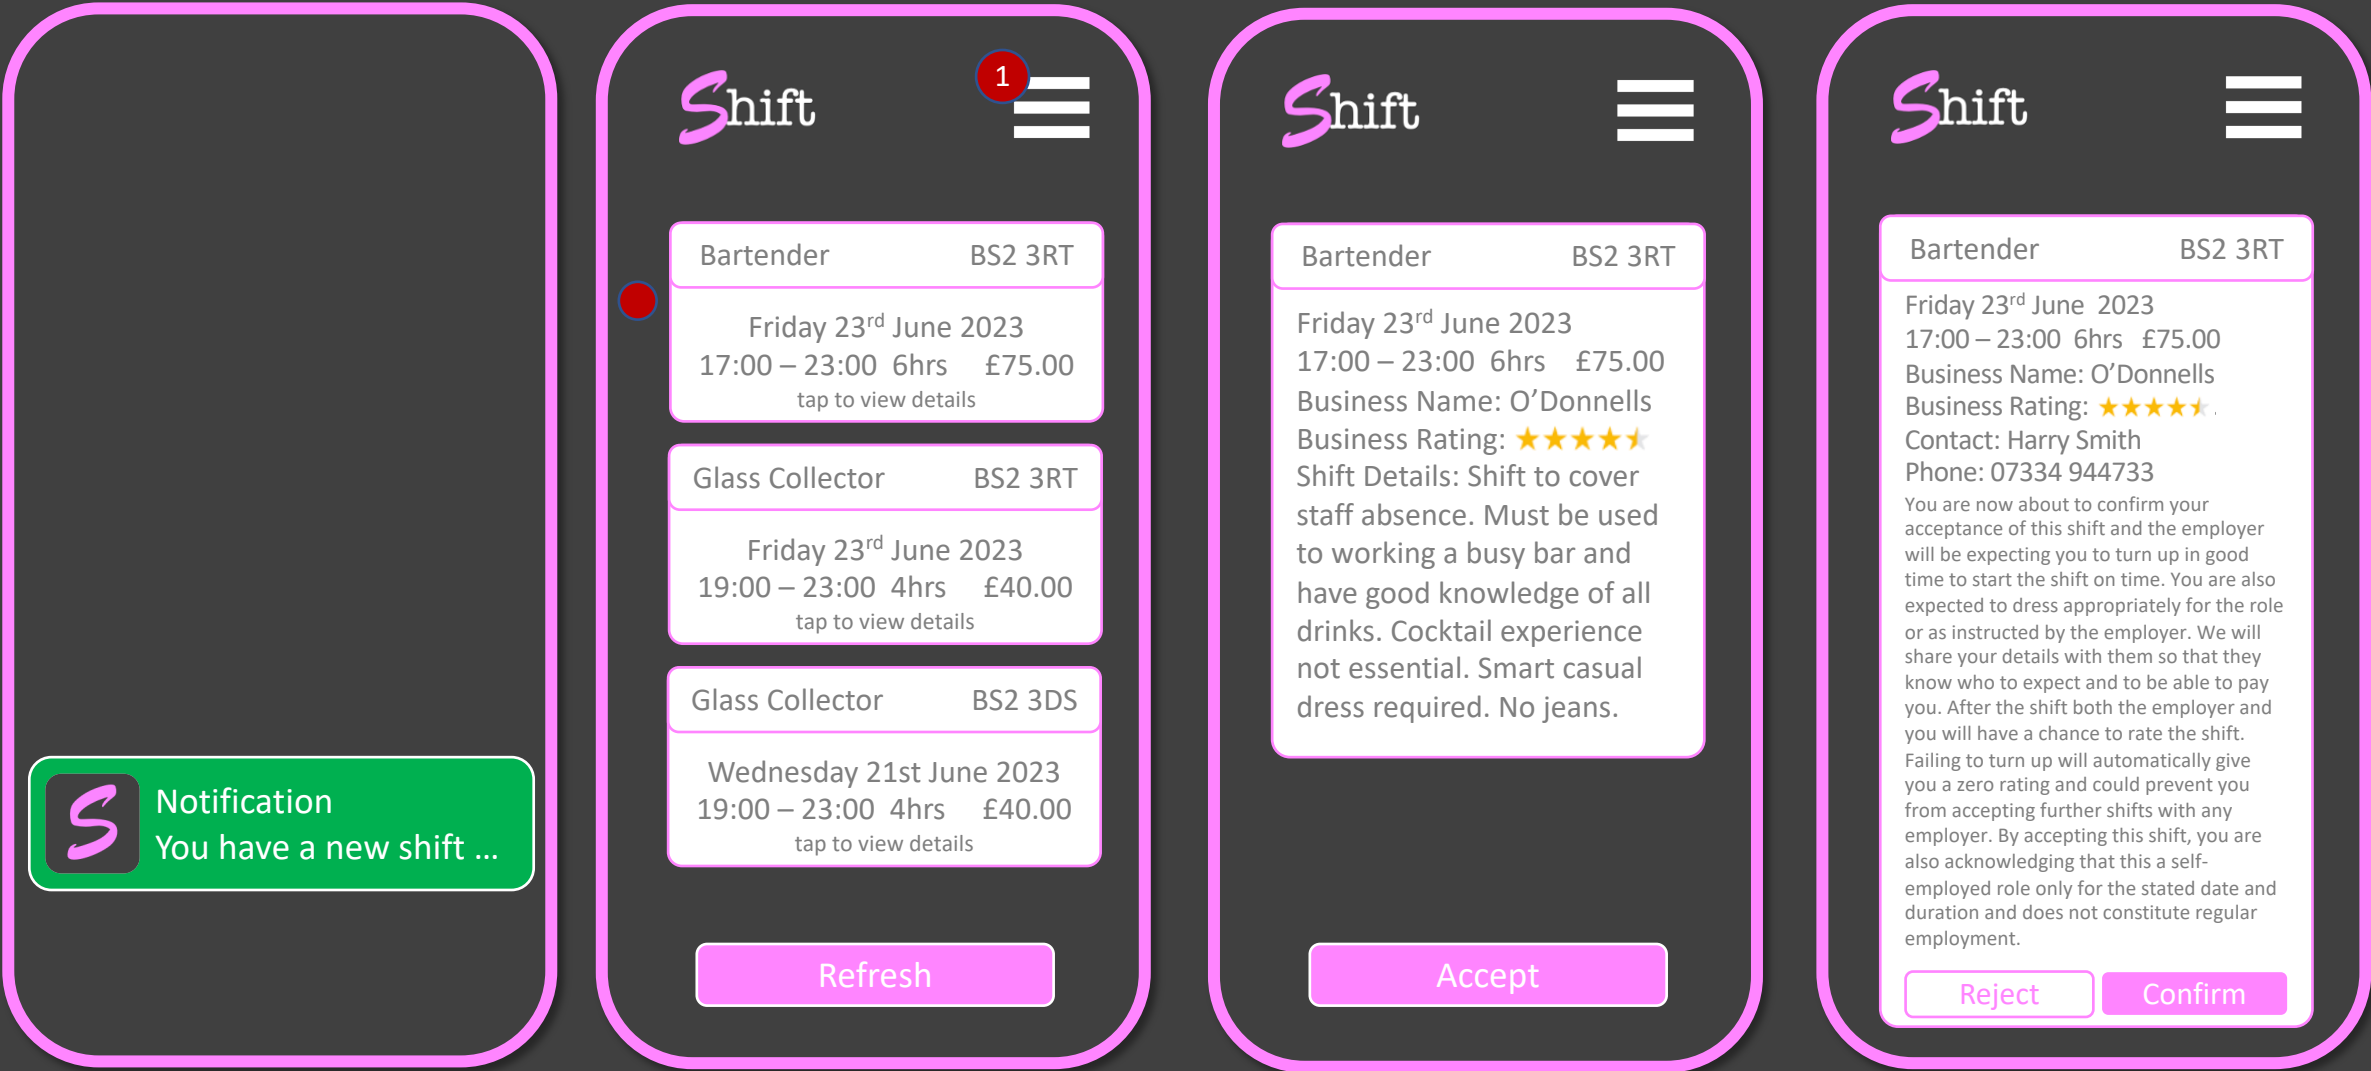 Notification
You have a new shift ...
Shift
1
Bartender BS2 3RT
Friday 23rd June 2023
17:00 – 23:00 6hrs £75.00
tap to view details
Glass Collector BS2 3RT
Friday 23rd June 2023
19:00 – 23:00 4hrs £40.00
tap to view details
Glass Collector BS2 3DS
Wednesday 21st June 2023
19:00 – 23:00 4hrs £40.00
tap to view details
Refresh
Shift
Bartender BS2 3RT
Friday 23rd June 2023
17:00 – 23:00 6hrs £75.00
Business Name: O’Donnells
Business Rating:
Shift Details: Shift to cover
staff absence. Must be used
to working a busy bar and
have good knowledge of all
drinks. Cocktail experience
not essential. Smart casual
dress required. No jeans.
Accept
Shift
Bartender BS2 3RT
Friday 23rd June 2023
17:00 – 23:00 6hrs £75.00
Business Name: O’Donnells
Business Rating:
Contact: Harry Smith
Phone: 07334 944733
You are now about to confirm your
acceptance of this shift and the employer
will be expecting you to turn up in good
time to start the shift on time. You are also
expected to dress appropriately for the role
or as instructed by the employer. We will
share your details with them so that they
know who to expect and to be able to pay
you. After the shift both the employer and
you will have a chance to rate the shift.
Failing to turn up will automatically give
you a zero rating and could prevent you
from accepting further shifts with any
employer. By accepting this shift, you are
also acknowledging that this a self-
employed role only for the stated date and
duration and does not constitute regular
employment.
Reject Confirm